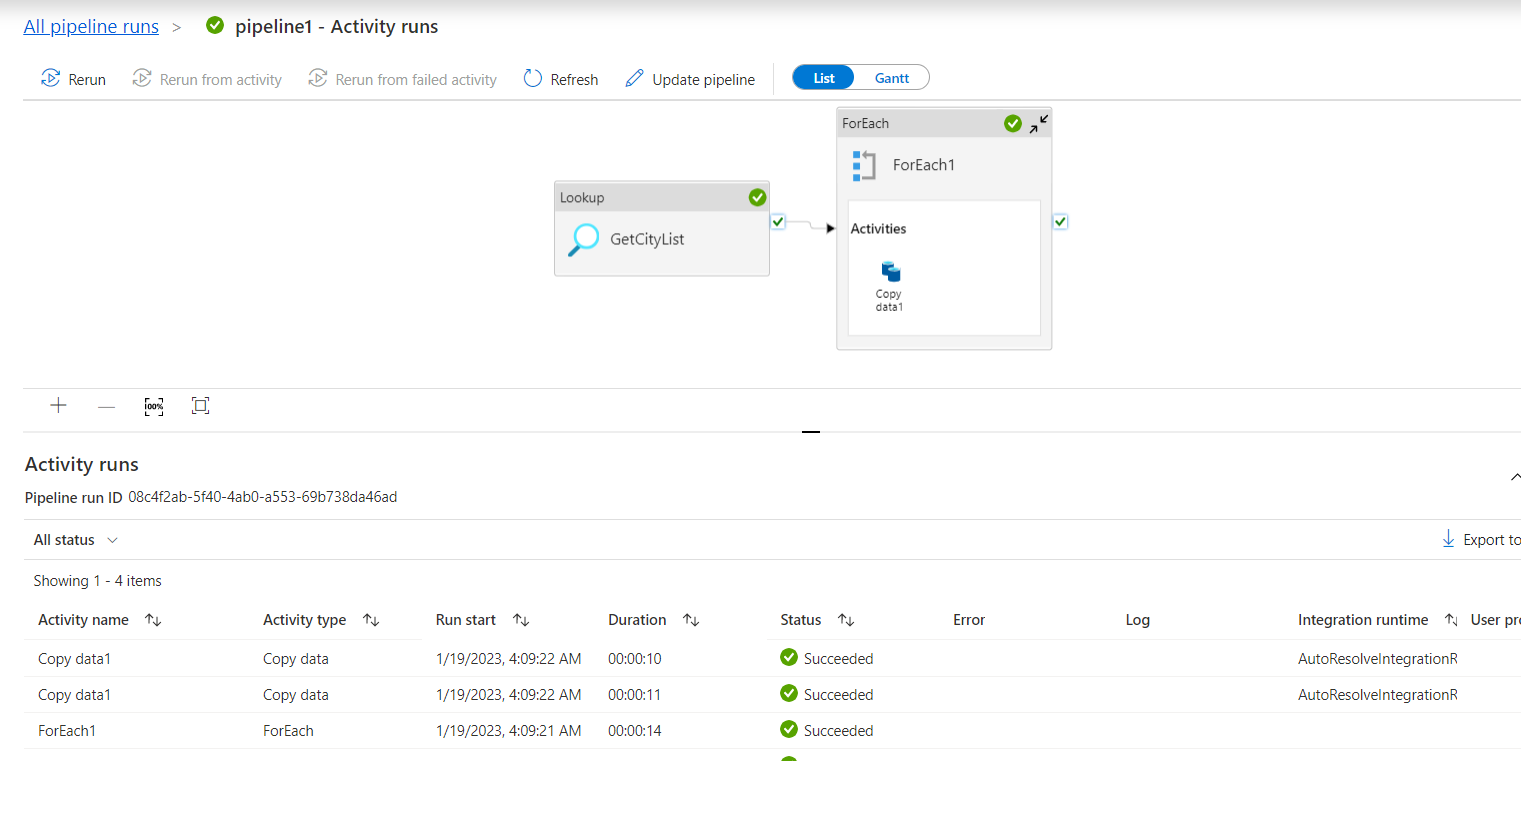 All pipeline runs > pipeline1 - Activity runs
Rerun Rerun from activity Rerun from failed activity Refresh Update pipeline List Gantt
ForEach
ForEach1
Lookup
GetCityList
Activities
Copy
data1
100%
Activity runs
Pipeline run ID 08c4f2ab-5f40-4ab0-a553-69b738da46ad
All status
Export to
Showing 1 - 4 items
Activity name Activity type Run start Duration Status Error Log Integration runtime User pr
Copy data1 Copy data 1/19/2023, 4:09:22 AM 00:00:10 Succeeded AutoResolveIntegrationR
Copy data1 Copy data 1/19/2023, 4:09:22 AM 00:00:11 Succeeded AutoResolveIntegrationR
ForEach1 ForEach 1/19/2023, 4:09:21 AM 00:00:14 Succeeded